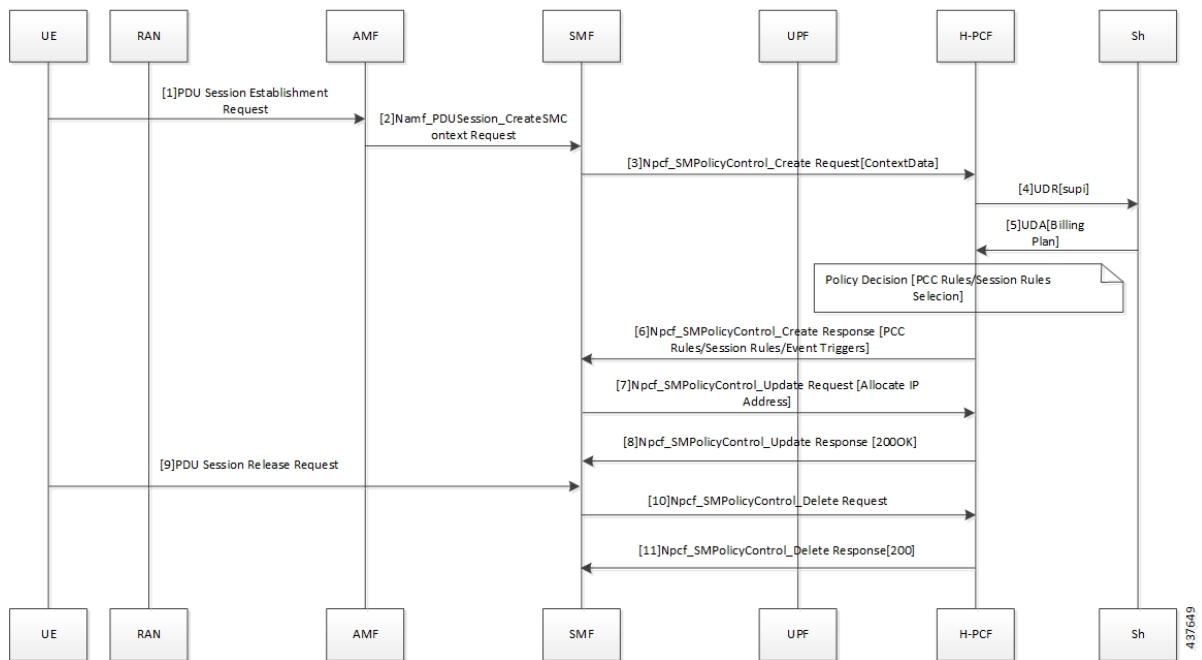 UE
RAN
AMF
SMF
UPF
H-PCF
Sh
[1]PDU Session Establishment
Request
[2]Namf_PDUSession_CreateSMC
ontext Request
[3]Npcf_SMPolicyControl_Create Request[ContextData]
[4]UDR[supi]
[5]UDA[Billing
Plan]
Policy Decision [PCC Rules/Session Rules
Selecion]
[6]Npcf_SMPolicyControl_Create Response [PCC
Rules/Session Rules/Event Triggers]
[7]Npcf_SMPolicyControl_Update Request [Allocate IP
Address]
[8]Npcf_SMPolicyControl_Update Response [200OK]
[9]PDU Session Release Request
[10]Npcf_SMPolicyControl_Delete Request
[11]Npcf_SMPolicyControl_Delete Response[200]
UE
RAN
AMF
SMF
UPF
H-PCF
Sh
437649